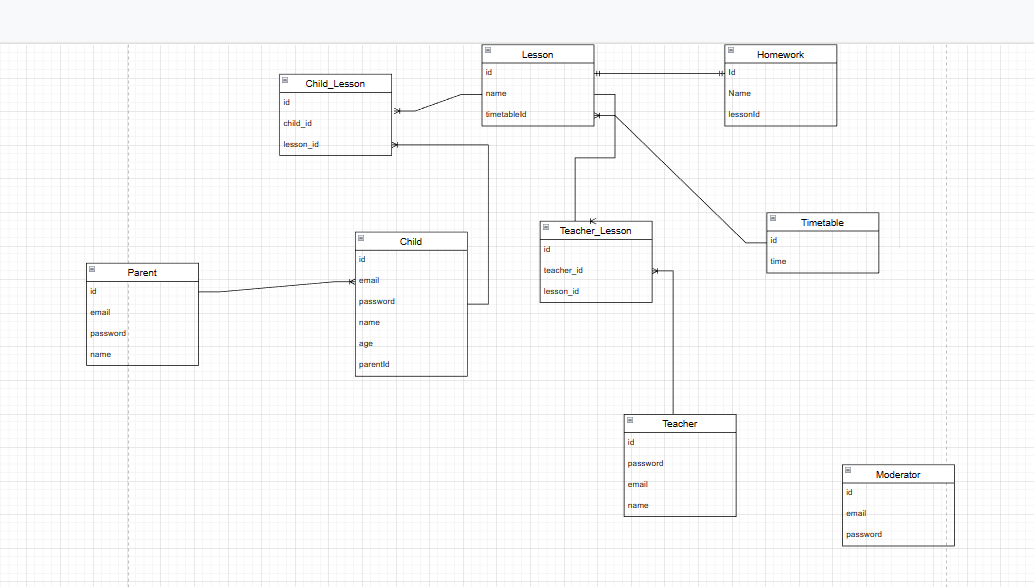 Lesson
id
name
timetableId
Homework
Id
Name
lessonId
Child_Lesson
id
child_id
lesson_id
Timetable
id
time
Teacher_Lesson
id
teacher_id
lesson_id
Child
id
email
password
name
age
parentId
Parent
id
email
password
name
Teacher
id
password
email
name
Moderator
id
email
password